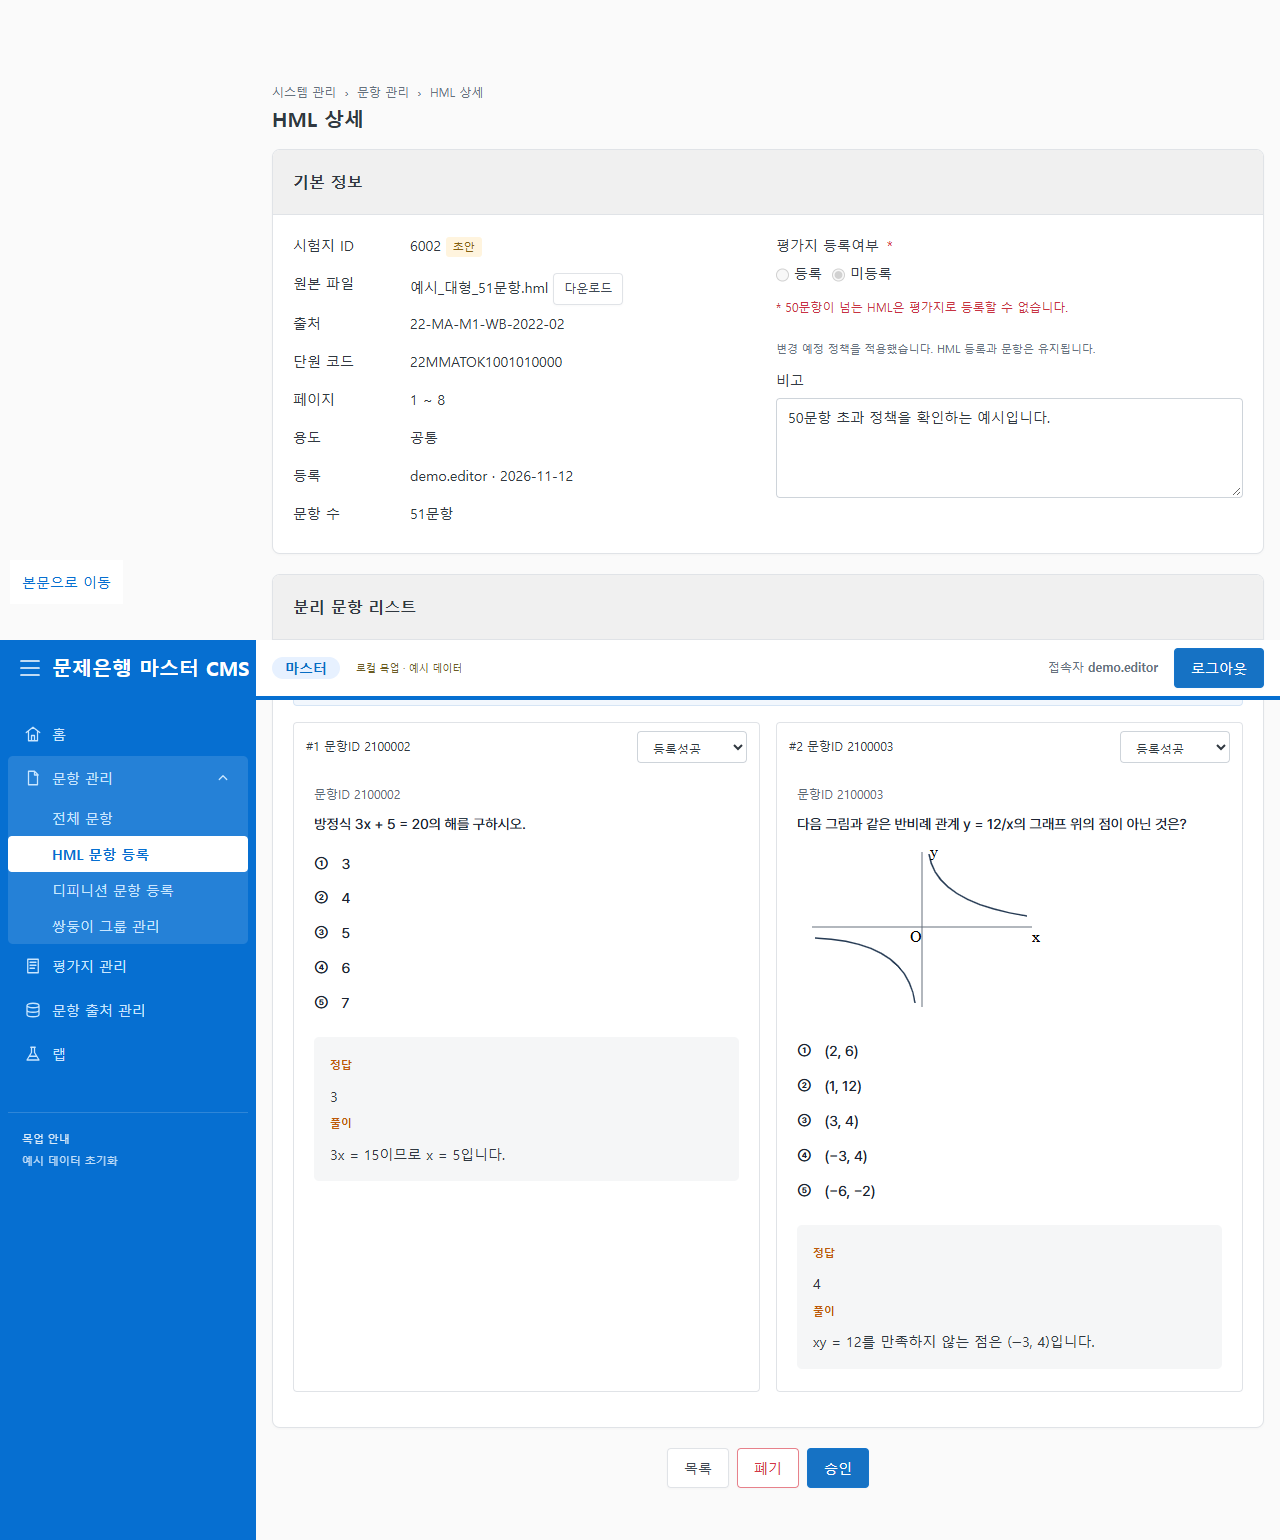 시스템 관리 › 문항 관리 › HML 상세
HML 상세
기본 정보
시험지 ID 6002 초안
원본 파일 예시_대형_51문항.hml 다운로드
출처 22-MA-M1-WB-2022-02
단원 코드 22MMATOK1001010000
페이지 1 ~ 8
용도 공통
등록 demo.editor · 2026-11-12
문항 수 51문항
평가지 등록여부 *
등록 미등록
* 50문항이 넘는 HML은 평가지로 등록할 수 없습니다.
변경 예정 정책을 적용했습니다. HML 등록과 문항은 유지됩니다.
비고
50문항 초과 정책을 확인하는 예시입니다.
본문으로 이동
분리 문항 리스트
문제은행 마스터 CMS
마스터 로컬 목업 · 예시 데이터
접속자 demo.editor 로그아웃
홈
문항 관리
전체 문항
HML 문항 등록
디피니션 문항 등록
쌍둥이 그룹 관리
평가지 관리
문항 출처 관리
랩
목업 안내
예시 데이터 초기화
#1 문항ID 2100002 등록성공
문항ID 2100002
방정식 3x + 5 = 20의 해를 구하시오.
① 3
② 4
③ 5
④ 6
⑤ 7
정답
3
풀이
3x = 15이므로 x = 5입니다.
#2 문항ID 2100003 등록성공
문항ID 2100003
다음 그림과 같은 반비례 관계 y = 12/x의 그래프 위의 점이 아닌 것은?
y
O x
① (2, 6)
② (1, 12)
③ (3, 4)
④ (−3, 4)
⑤ (−6, −2)
정답
4
풀이
xy = 12를 만족하지 않는 점은 (−3, 4)입니다.
목록 폐기 승인